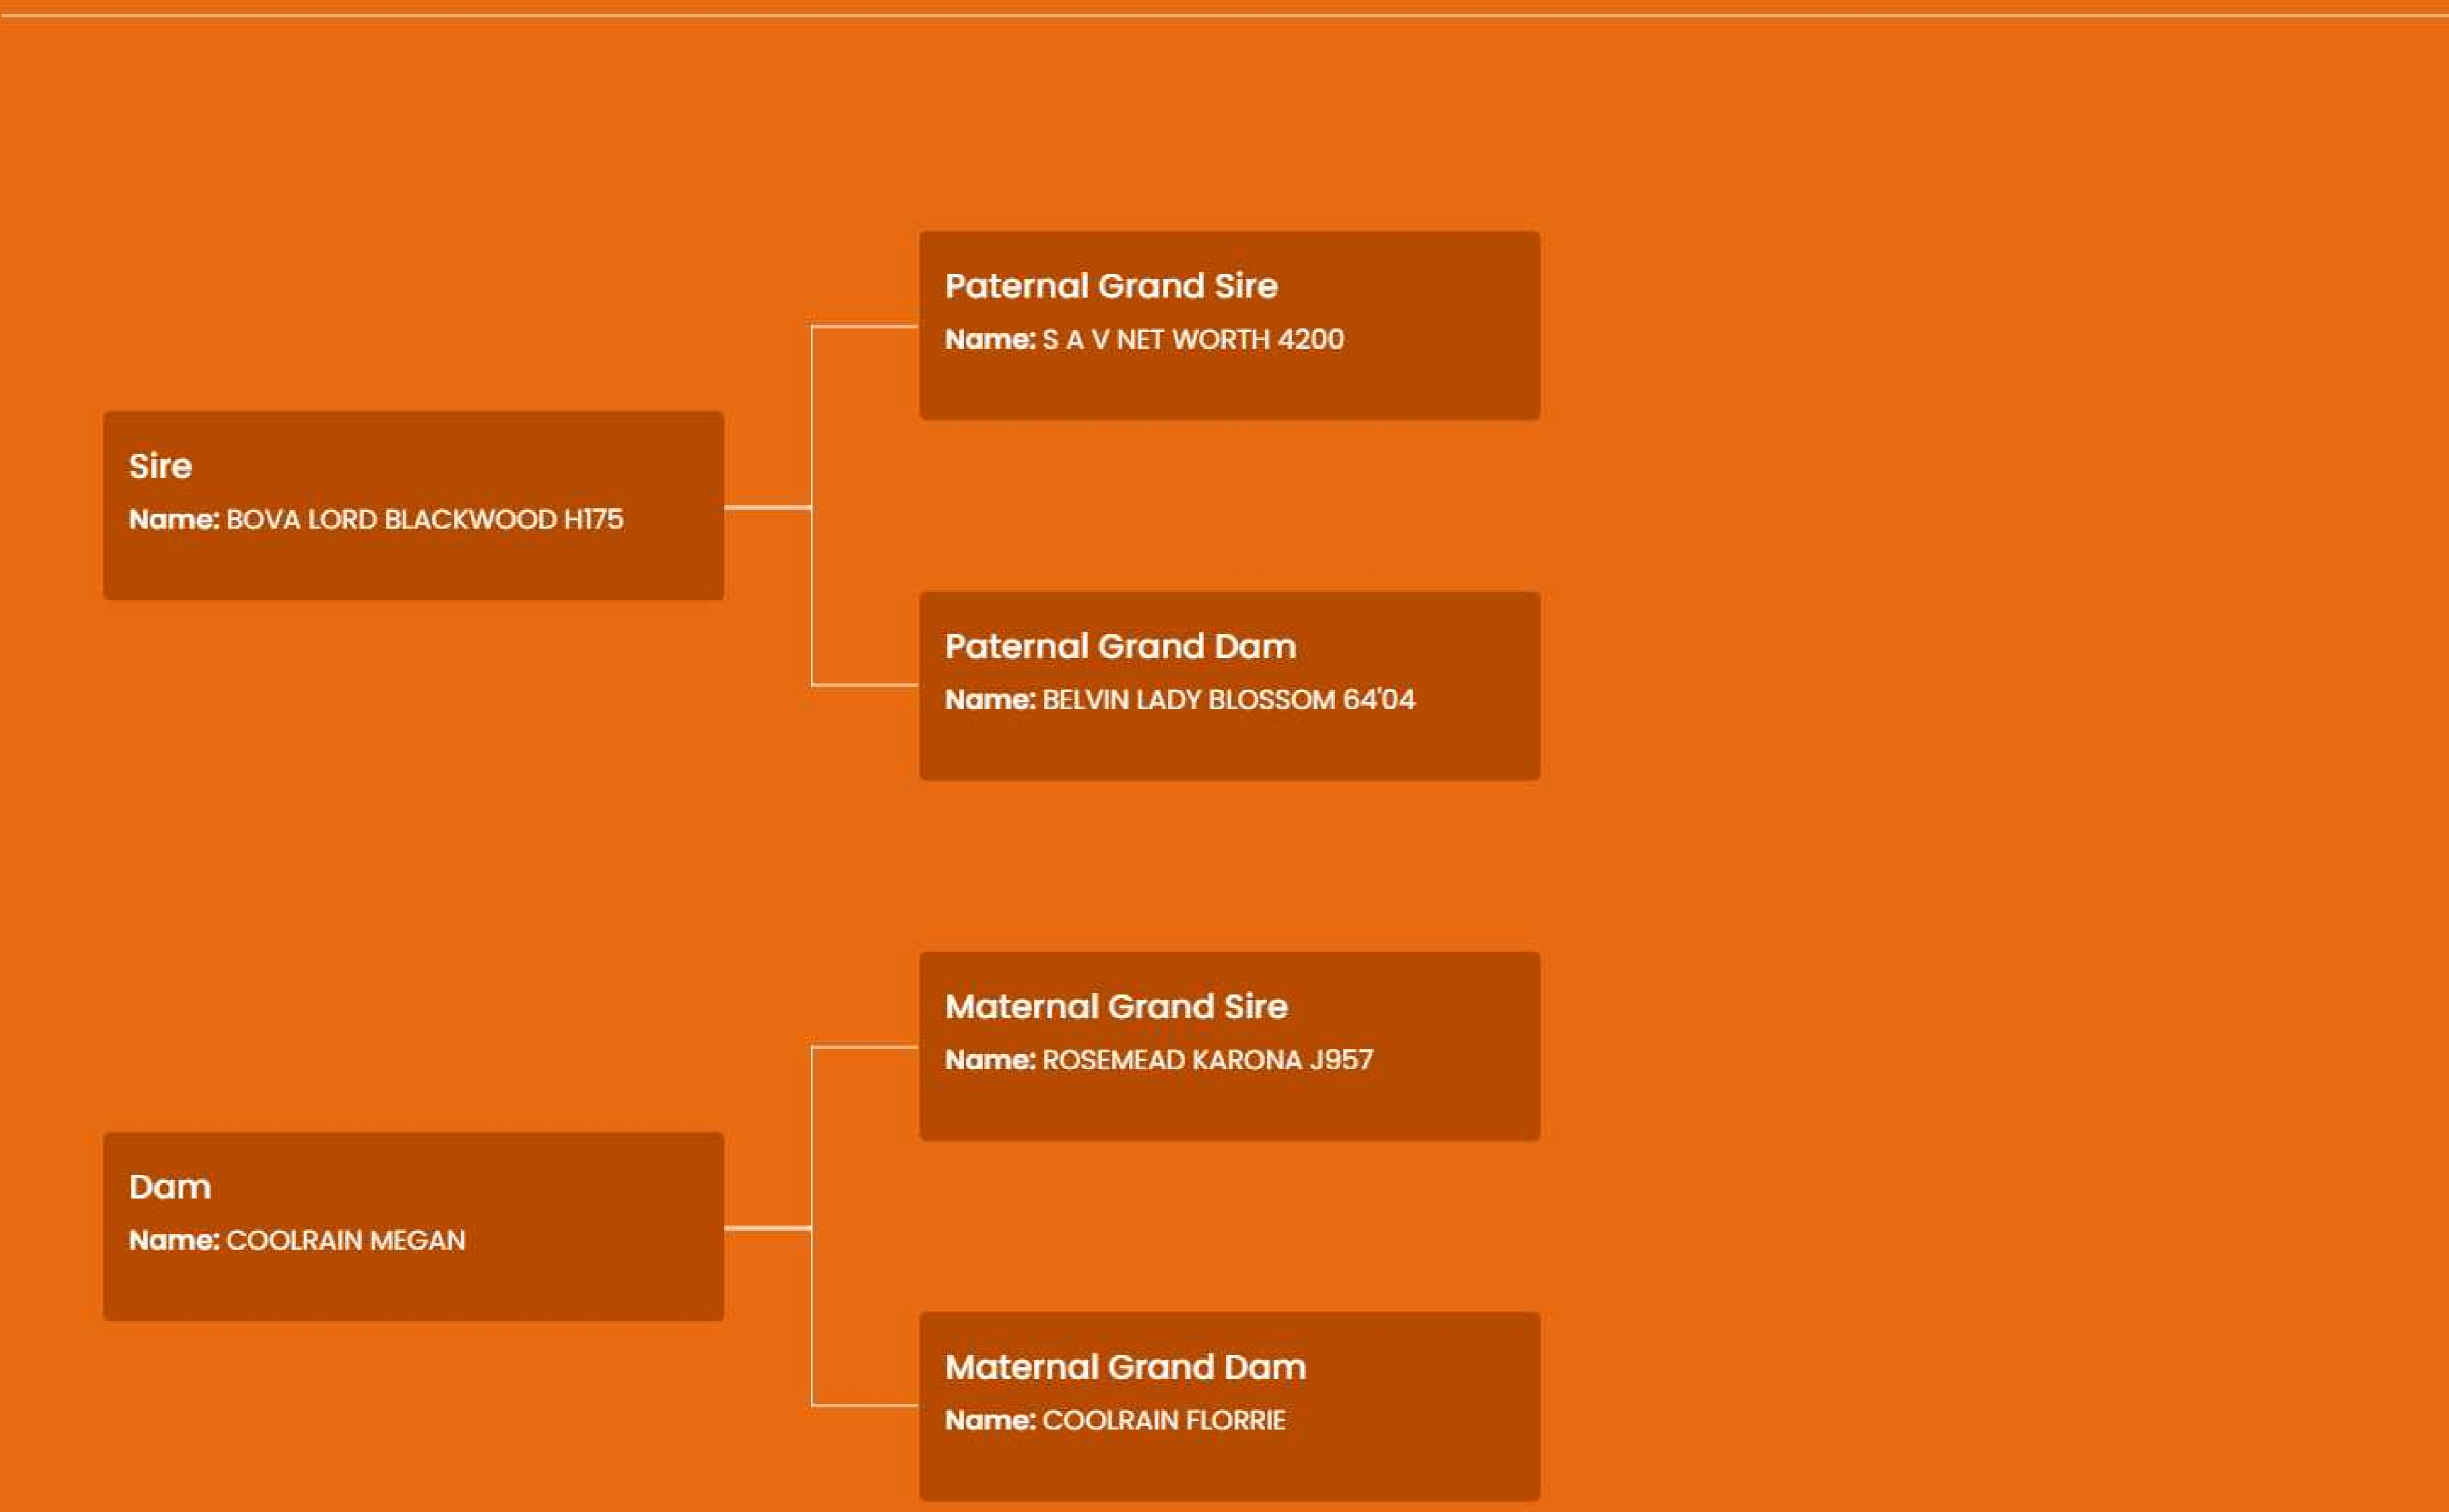 Paternal Grand Sire
Name: S A V NET WORTH 4200
Sire
Name: BOVA LORD BLACKWOOD H175
Paternal Grand Dam
Name: BELVIN LADY BLOSSOM 64'04
Maternal Grand Sire
Name: ROSEMEAD KARONA J957
Dam
Name: COOLRAIN MEGAN
Maternal Grand Dam
Name: COOLRAIN FLORRIE